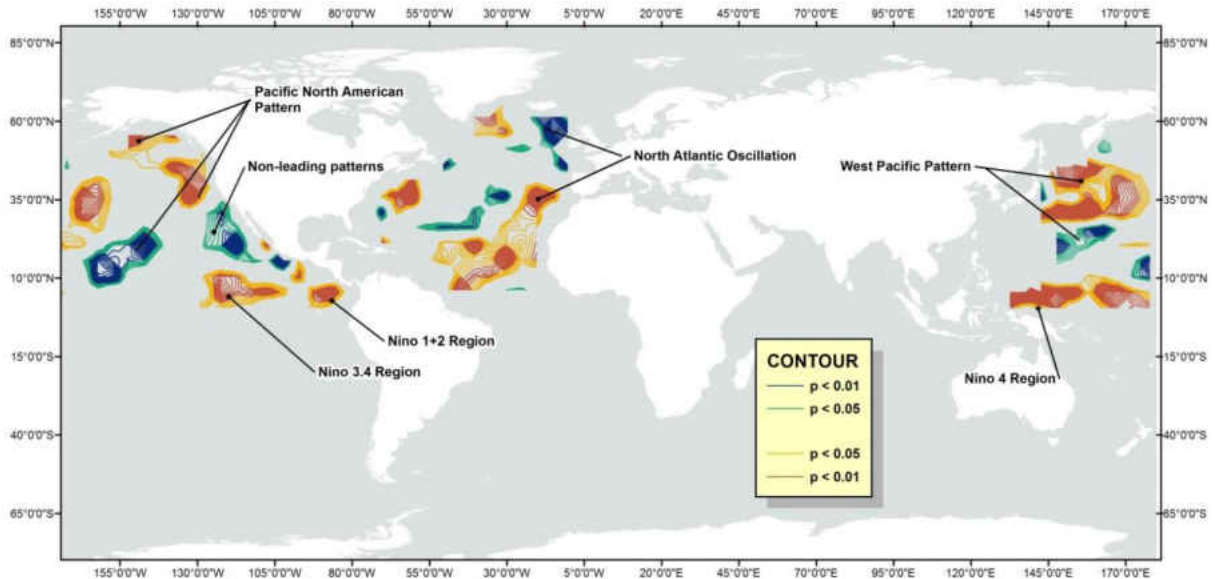 155°0'0"W 130°0'0"W 105°0'0"W 80°0'0"W 55°0'0"W 30°0'0"W 5°0'0"W 20°0'0"E 45°0'0"E 70°0'0"E 95°0'0"E 120°0'0"E 145°0'0"E 170°0'0"E
85°0'0"N 85°0'0"N
Pacific North American
Pattern
60°0'0"N 60°0'0"N
North Atlantic Oscillation
Non-leading patterns
West Pacific Pattern
35°0'0"N 35°0'0"N
10°0'0"N 10°0'0"N
Nino 1+2 Region
15°0'0"S 15°0'0"S
Nino 3.4 Region
Nino 4 Region
CONTOUR
p < 0.01
p < 0.05
p < 0.05
p < 0.01
40°0'0"S 40°0'0"S
65°0'0"S 65°0'0"S
155°0'0"W 130°0'0"W 105°0'0"W 80°0'0"W 55°0'0"W 30°0'0"W 5°0'0"W 20°0'0"E 45°0'0"E 70°0'0"E 95°0'0"E 120°0'0"E 145°0'0"E 170°0'0"E